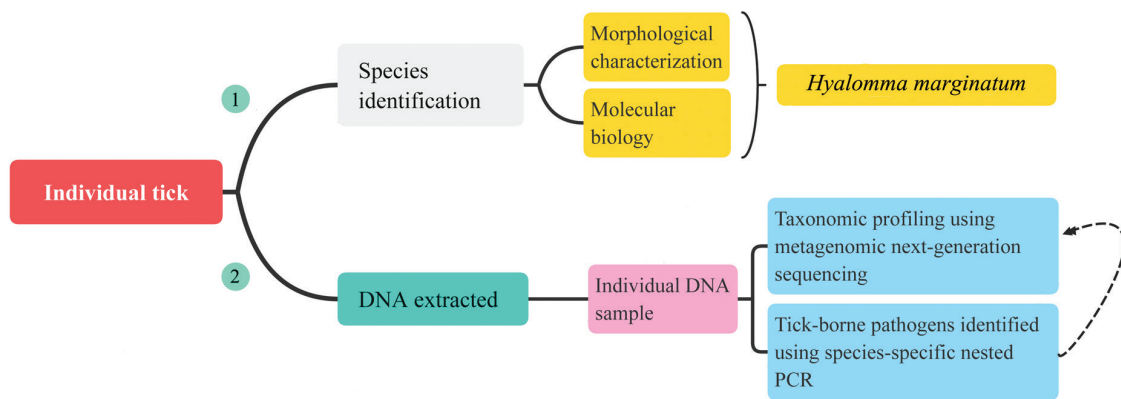 Individual tick
1
Species
identification
Morphological
characterization
Molecular
biology
Hyalomma marginatum
2
DNA extracted
Individual DNA
sample
Taxonomic profiling using
metagenomic next-generation
sequencing
Tick-borne pathogens identified
using species-specific nested
PCR